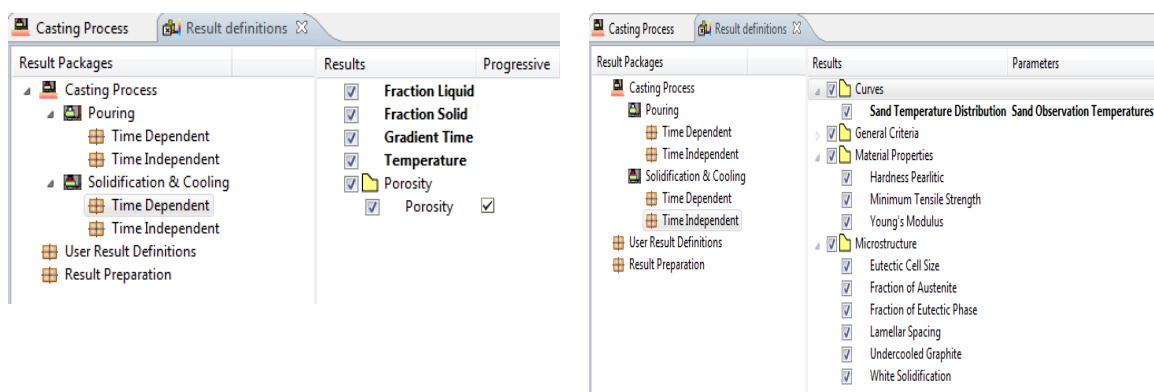 Casting Process Result definitions
Result Packages
Casting Process
Pouring
Time Dependent
Time Independent
Solidification & Cooling
Time Dependent
Time Independent
User Result Definitions
Result Preparation
Results Progressive
Fraction Liquid
Fraction Solid
Gradient Time
Temperature
Porosity
Porosity
Casting Process Result definitions
Result Packages
Casting Process
Pouring
Time Dependent
Time Independent
Solidification & Cooling
Time Dependent
Time Independent
User Result Definitions
Result Preparation
Results Parameters
Curves
Sand Temperature Distribution Sand Observation Temperatures
General Criteria
Material Properties
Hardness Pearlitic
Minimum Tensile Strength
Young's Modulus
Microstructure
Eutectic Cell Size
Fraction of Austenite
Fraction of Eutectic Phase
Lamellar Spacing
Undercooled Graphite
White Solidification